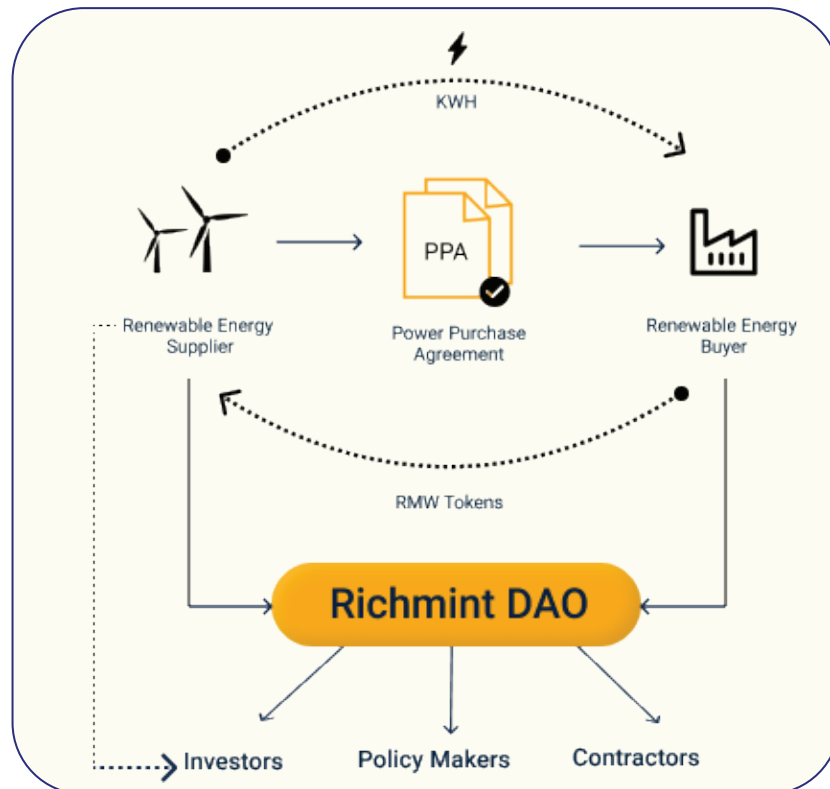 KWH
PPA
Renewable Energy
Supplier
Power Purchase
Agreement
Renewable Energy
Buyer
RMW Tokens
Richmint DAO
Investors
Policy Makers
Contractors